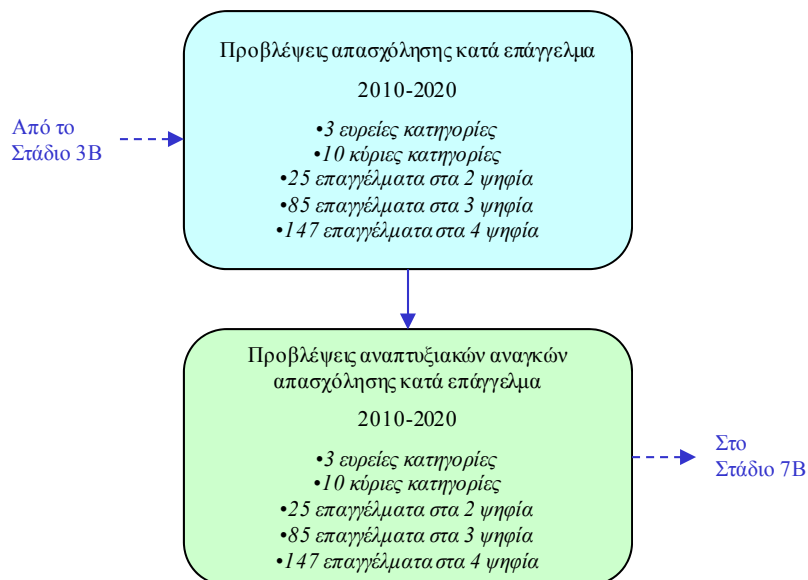 Προβλέψεις απασχόλησης κατά επάγγελμα
2010-2020
•3 ευρείες κατηγορίες
•10 κύριες κατηγορίες
•25 επαγγέλματα στα 2 ψηφία
•85 επαγγέλματα στα 3 ψηφία
•147 επαγγέλματα στα 4 ψηφία
Από το
Στάδιο 3Β
Προβλέψεις αναπτυξιακών αναγκών
απασχόλησης κατά επάγγελμα
2010-2020
•3 ευρείες κατηγορίες
•10 κύριες κατηγορίες
•25 επαγγέλματα στα 2 ψηφία
•85 επαγγέλματα στα 3 ψηφία
•147 επαγγέλματα στα 4 ψηφία
Στο
Στάδιο 7Β